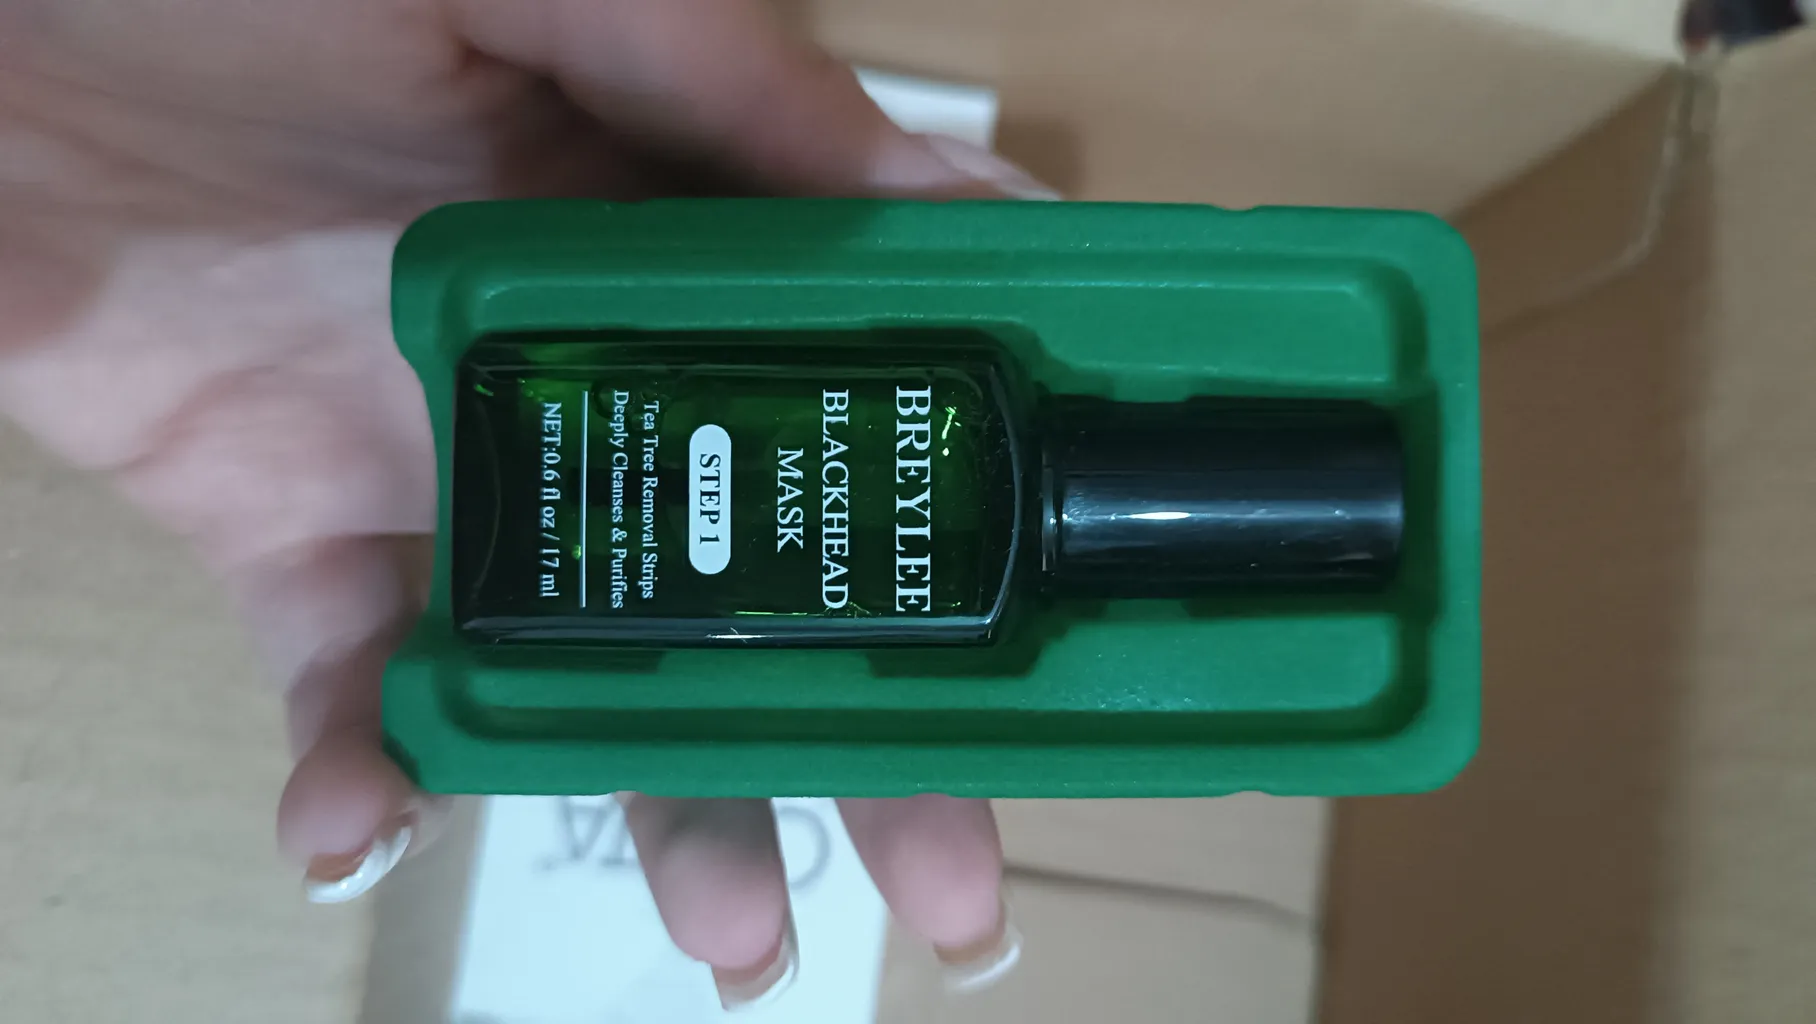 BREYLEE
BLACKHEAD
MASK
STEP 1
Tea Tree Removal Strips
Deeply Cleanses & Purifies
NET:0.6 fl oz / 17 ml